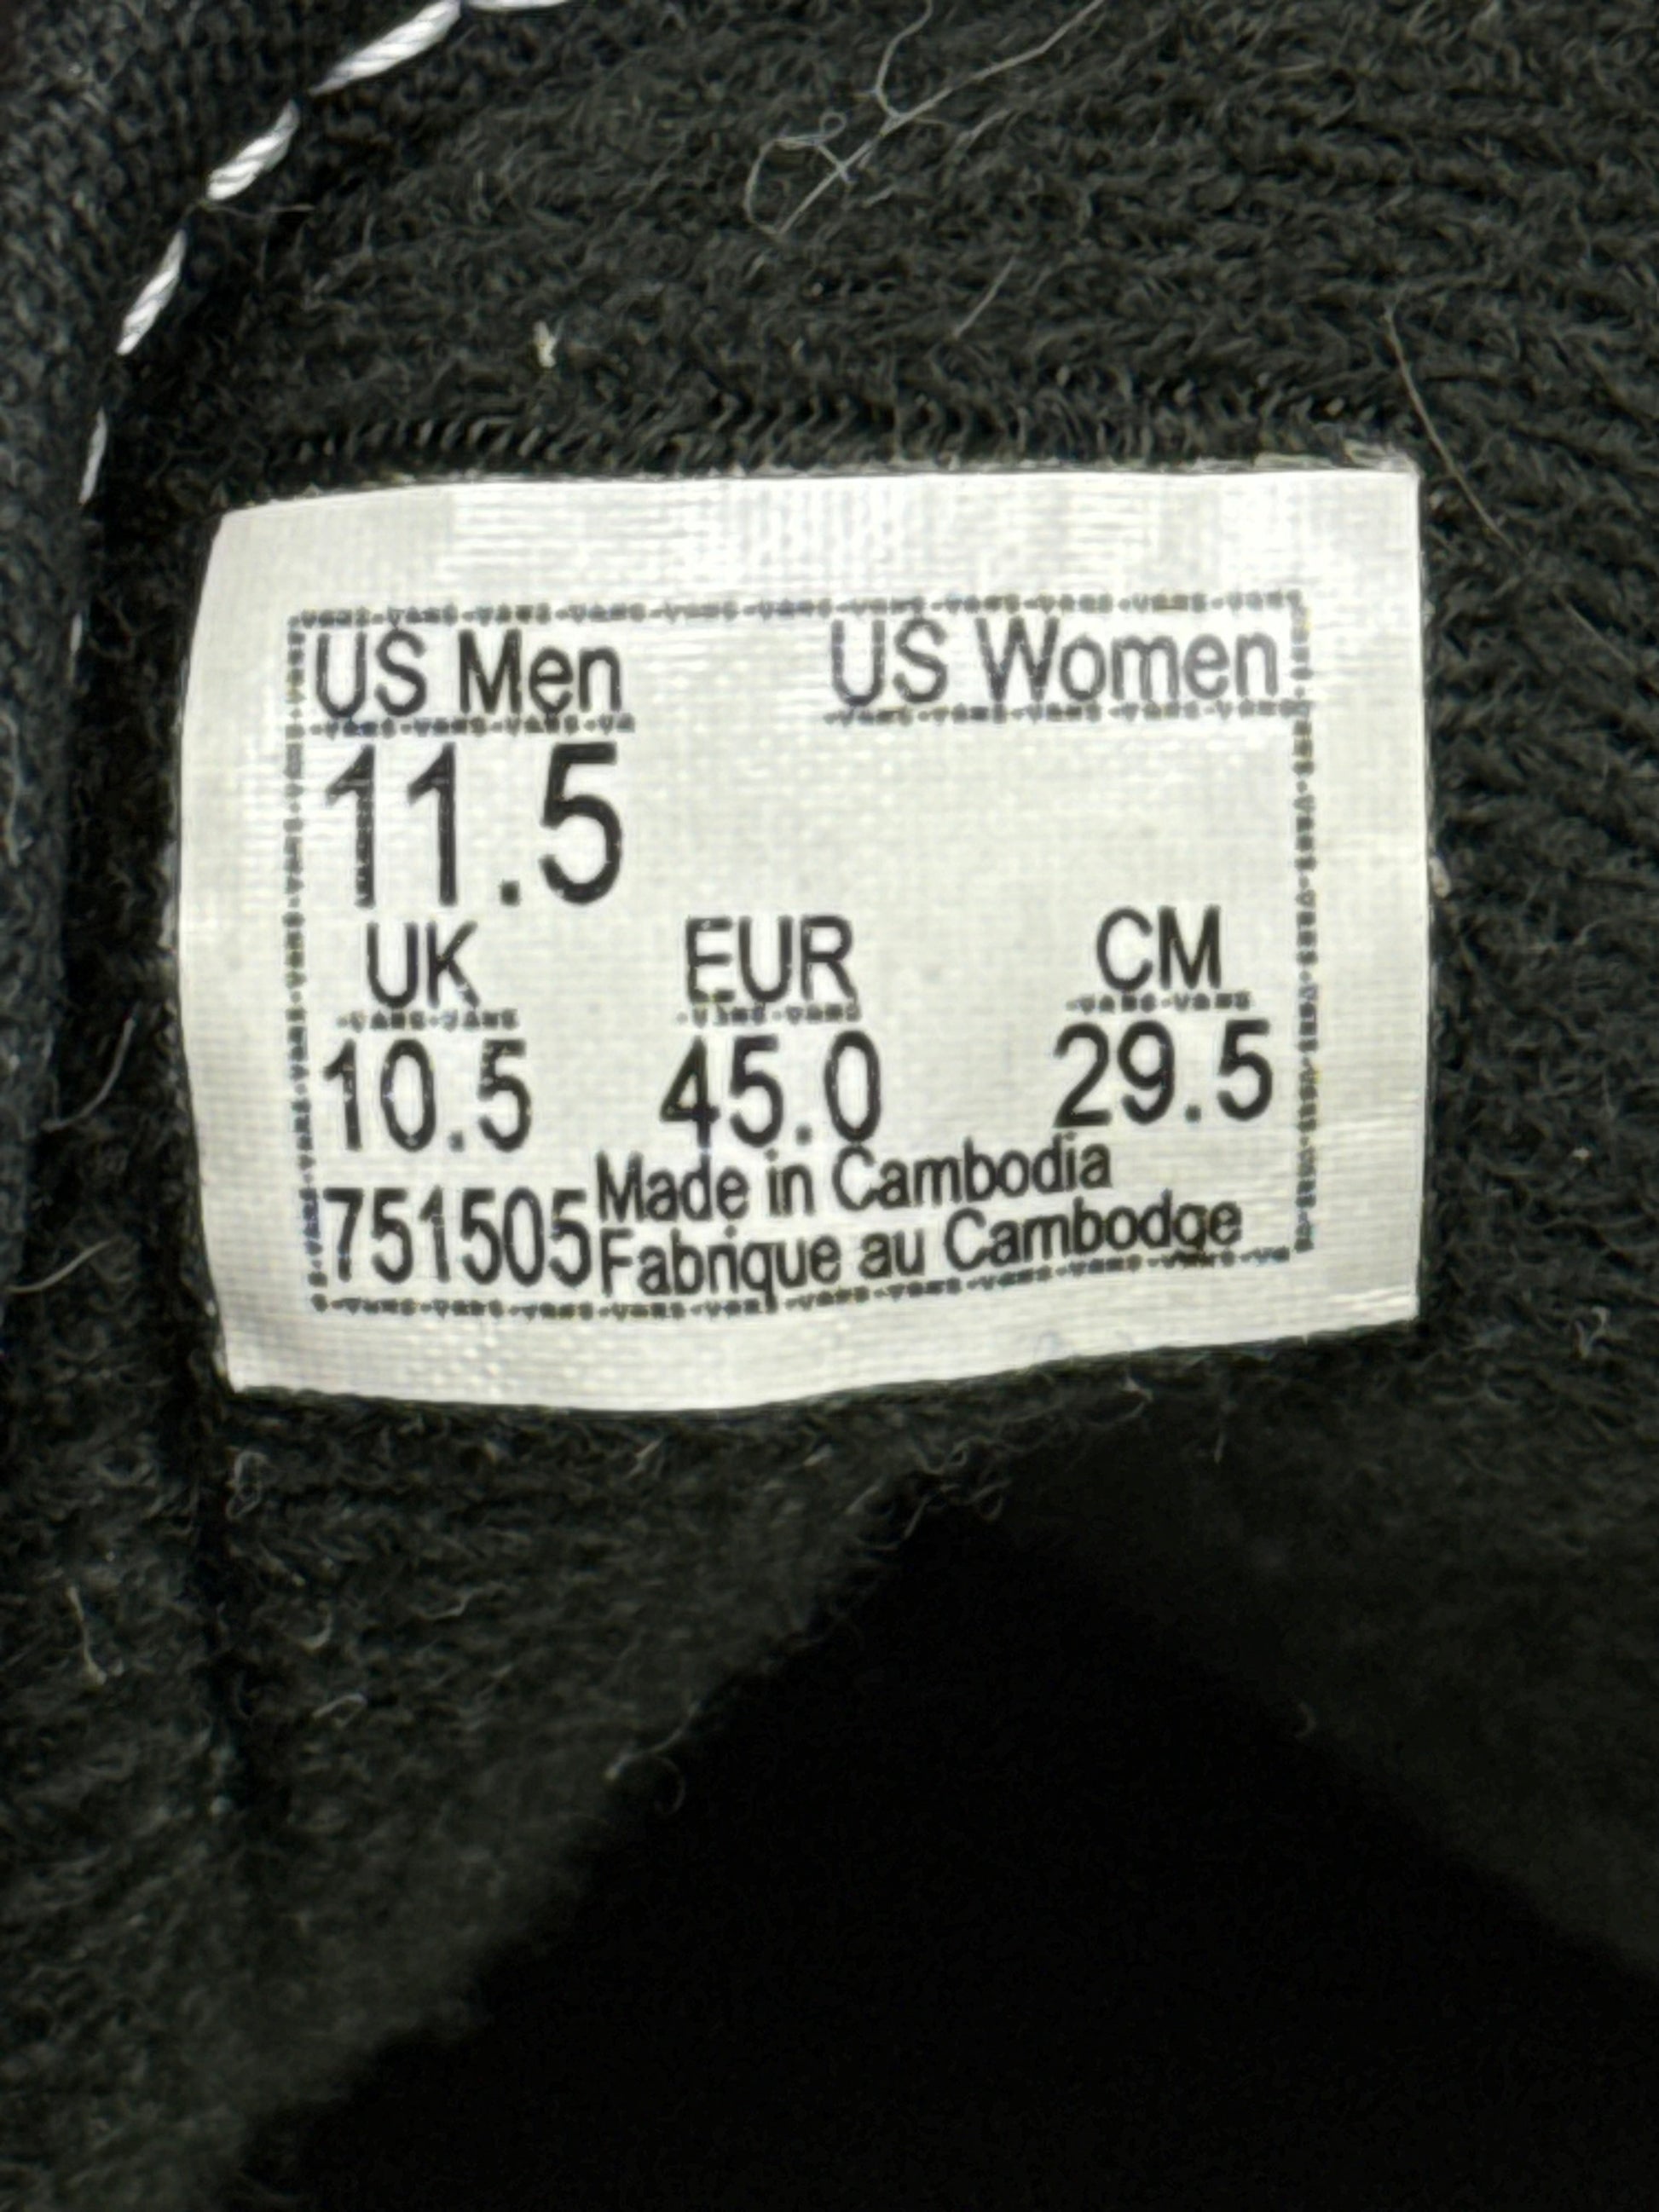 US Men US Women
11.5
UK EUR CM
10.5 45.0 29.5
751505 Made in Cambodia
Fabrique au Cambodge